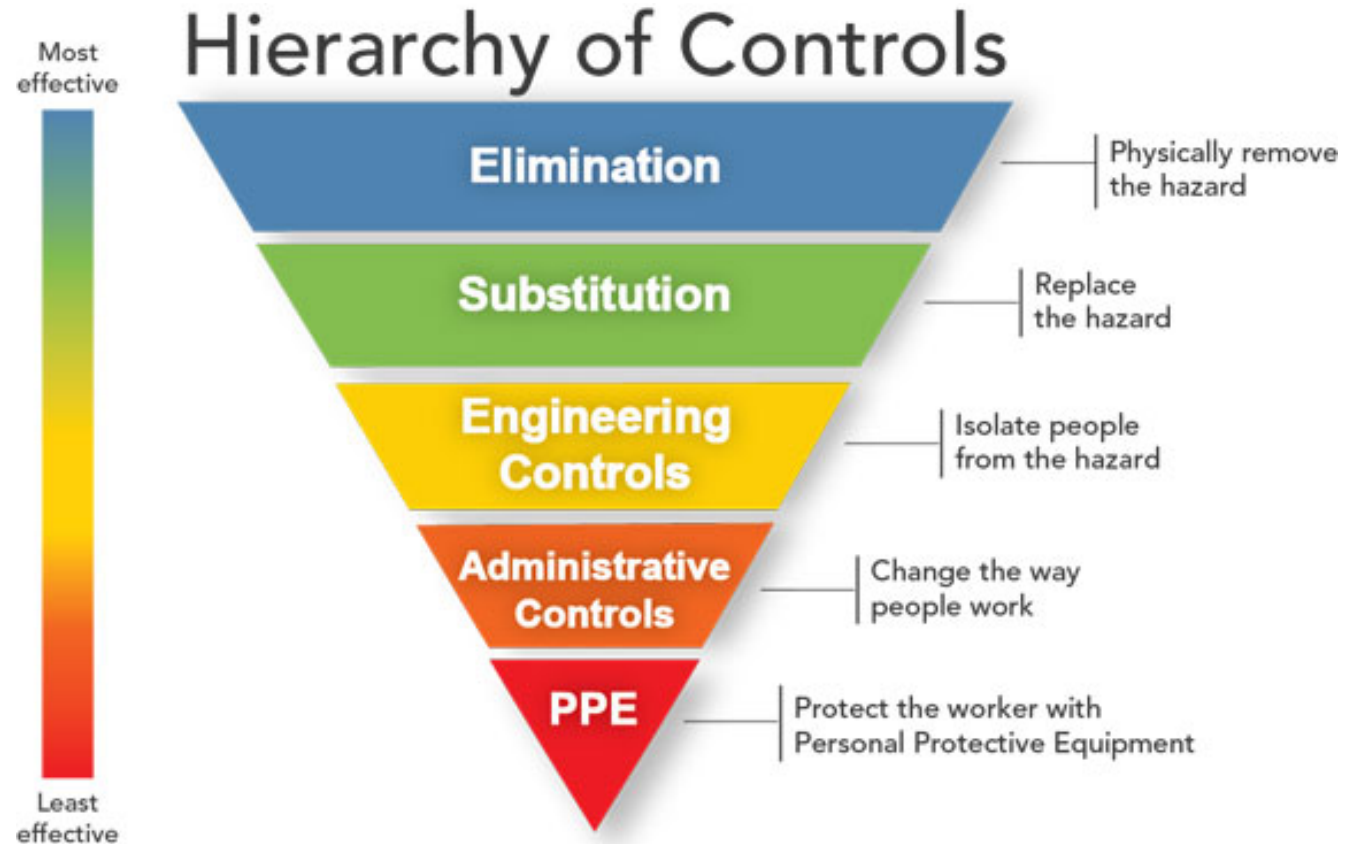 Hierarchy of Controls
Most
effective
Elimination
Physically remove
the hazard
Substitution
Replace
the hazard
Engineering
Controls
Isolate people
from the hazard
Administrative
Controls
Change the way
people work
PPE
Protect the worker with
Personal Protective Equipment
Least
effective